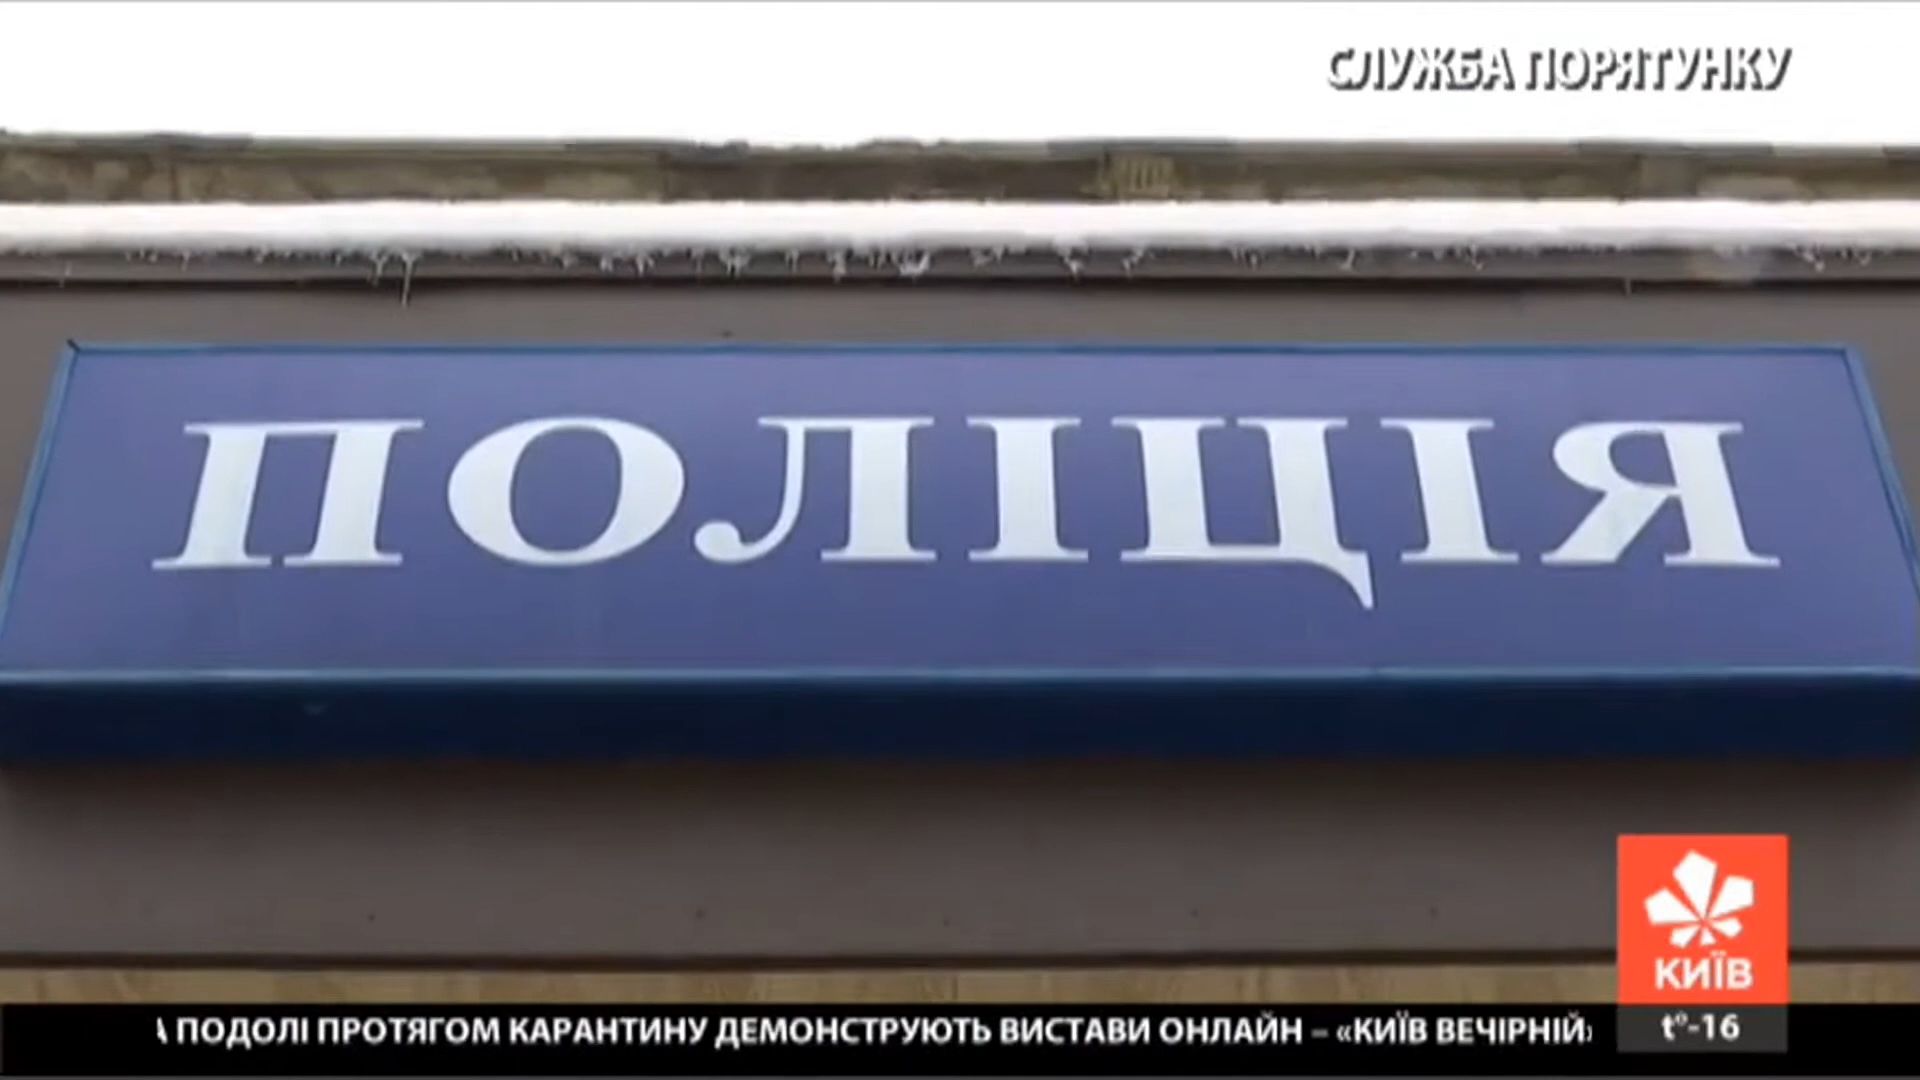 СЛУЖБА ПОРЯТУНКУ
ПОЛІЦІЯ
КИЇВ
А ПОДОЛІ ПРОТЯГОМ КАРАНТИНУ ДЕМОНСТРУЮТЬ ВИСТАВИ ОНЛАЙН – «КИЇВ ВЕЧІРНІЙ»
t°-16